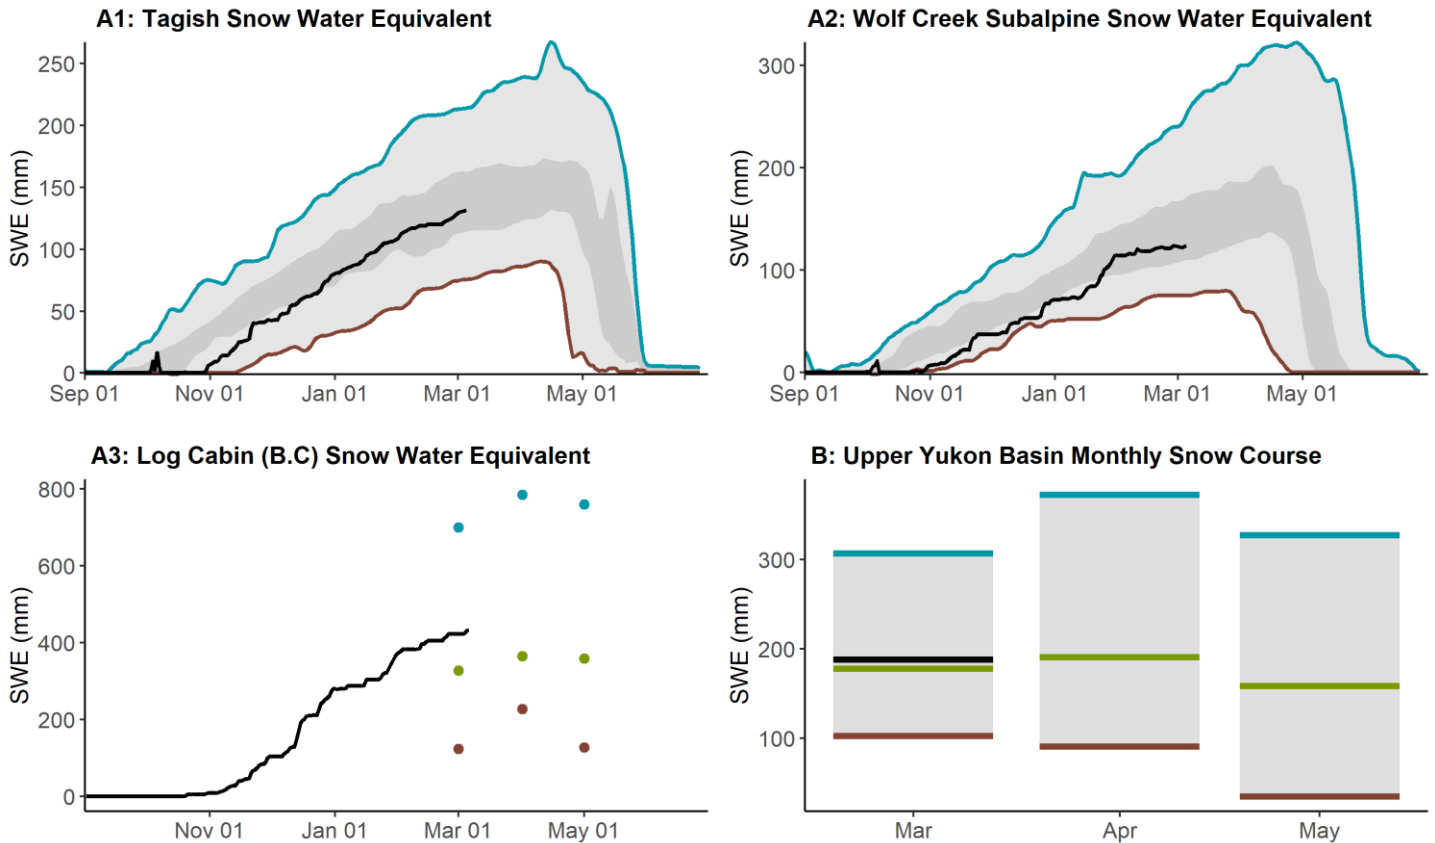 A1: Tagish Snow Water Equivalent
SWE (mm)
250
200
150
100
50
0
Sep 01 Nov 01 Jan 01 Mar 01 May 01
A2: Wolf Creek Subalpine Snow Water Equivalent
SWE (mm)
300
200
100
0
Sep 01 Nov 01 Jan 01 Mar 01 May 01
A3: Log Cabin (B.C) Snow Water Equivalent
SWE (mm)
800
600
400
200
0
Nov 01 Jan 01 Mar 01 May 01
B: Upper Yukon Basin Monthly Snow Course
SWE (mm)
300
200
100
Mar Apr May